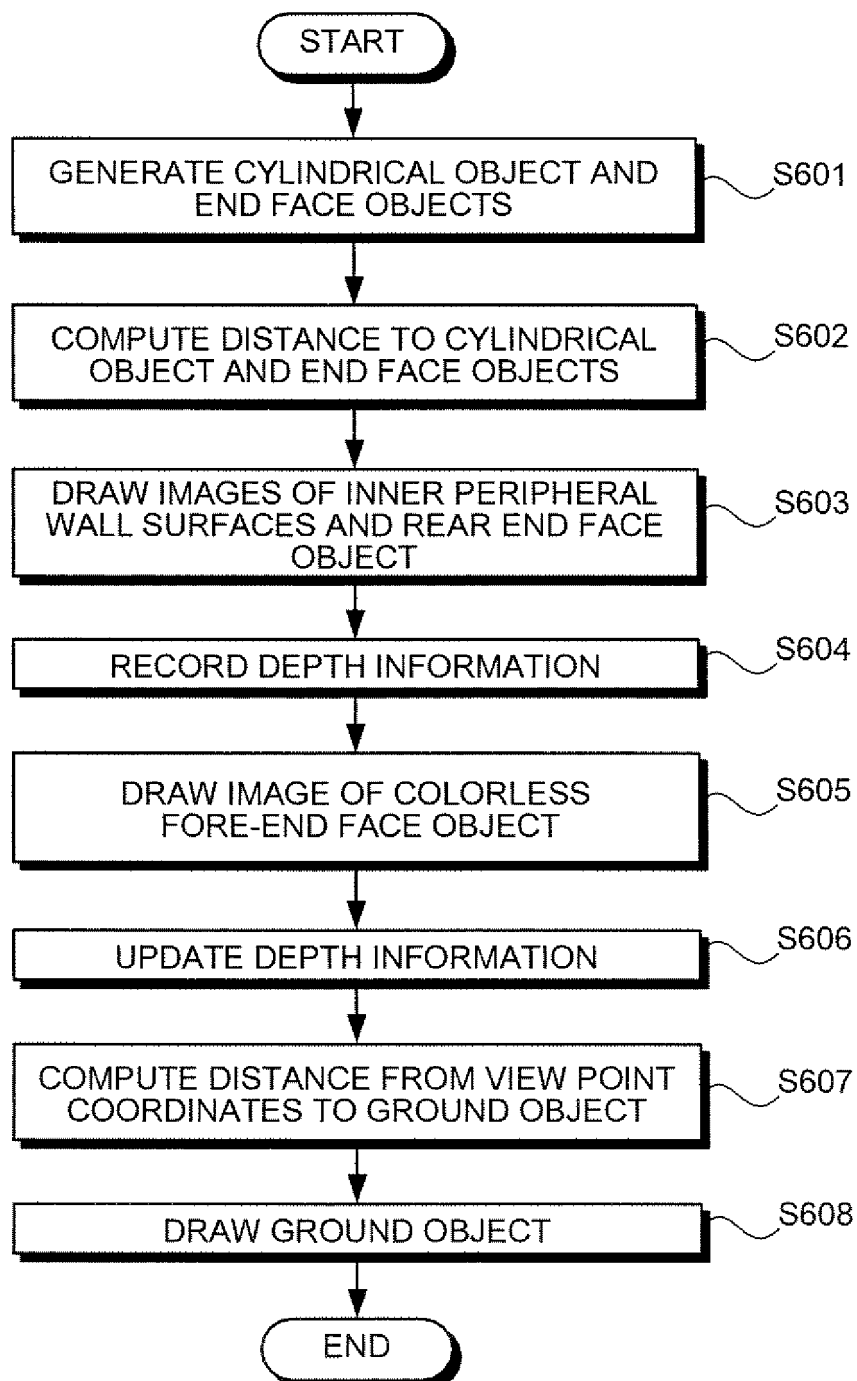 START
GENERATE CYLINDRICAL OBJECT AND
END FACE OBJECTS
S601
COMPUTE DISTANCE TO CYLINDRICAL
OBJECT AND END FACE OBJECTS
S602
DRAW IMAGES OF INNER PERIPHERAL
WALL SURFACES AND REAR END FACE
OBJECT
S603
RECORD DEPTH INFORMATION
S604
DRAW IMAGE OF COLORLESS
FORE-END FACE OBJECT
S605
UPDATE DEPTH INFORMATION
S606
COMPUTE DISTANCE FROM VIEW POINT
COORDINATES TO GROUND OBJECT
S607
DRAW GROUND OBJECT
S608
END